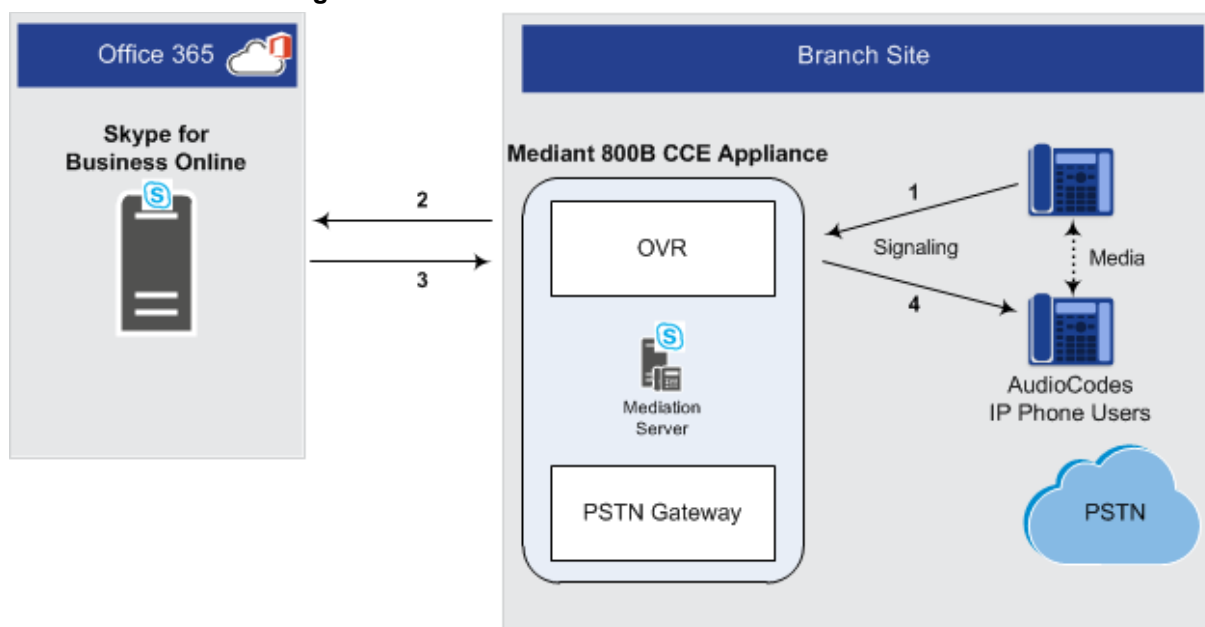 g
Office 365
Branch Site
Skype for
Business Online
S
2
3
Mediant 800B CCE Appliance
OVR
S
Mediation
Server
PSTN Gateway
1
Signaling
4
Media
AudioCodes
IP Phone Users
PSTN